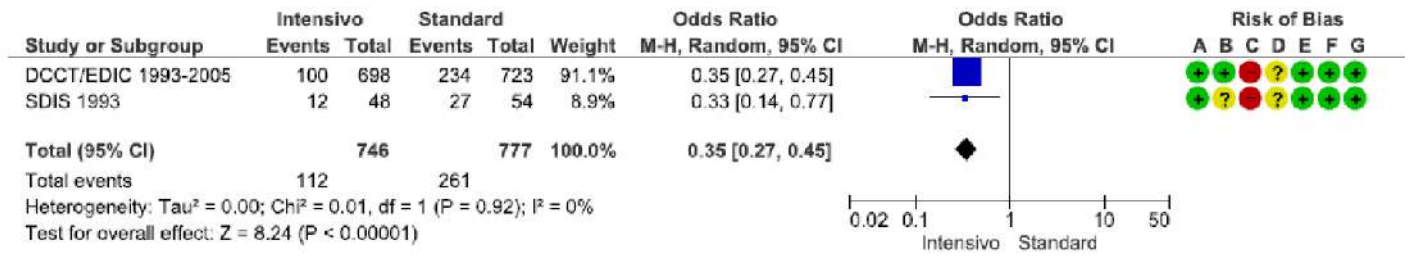 Intensivo Standard Odds Ratio Odds Ratio Risk of Bias
Study or Subgroup Events Total Events Total Weight M-H, Random, 95% CI M-H, Random, 95% CI A B C D E F G
DCCT/EDIC 1993-2005 100 698 234 723 91.1% 0.35 [0.27, 0.45] + + - ? + + +
SDIS 1993 12 48 27 54 8.9% 0.33 [0.14, 0.77] + ? - ? + + +
Total (95% CI) 746 777 100.0% 0.35 [0.27, 0.45]
Total events 112 261
Heterogeneity: Tau² = 0.00; Chi² = 0.01, df = 1 (P = 0.92); I² = 0%
Test for overall effect: Z = 8.24 (P < 0.00001)
0.02 0.1 1 10 50
Intensivo Standard